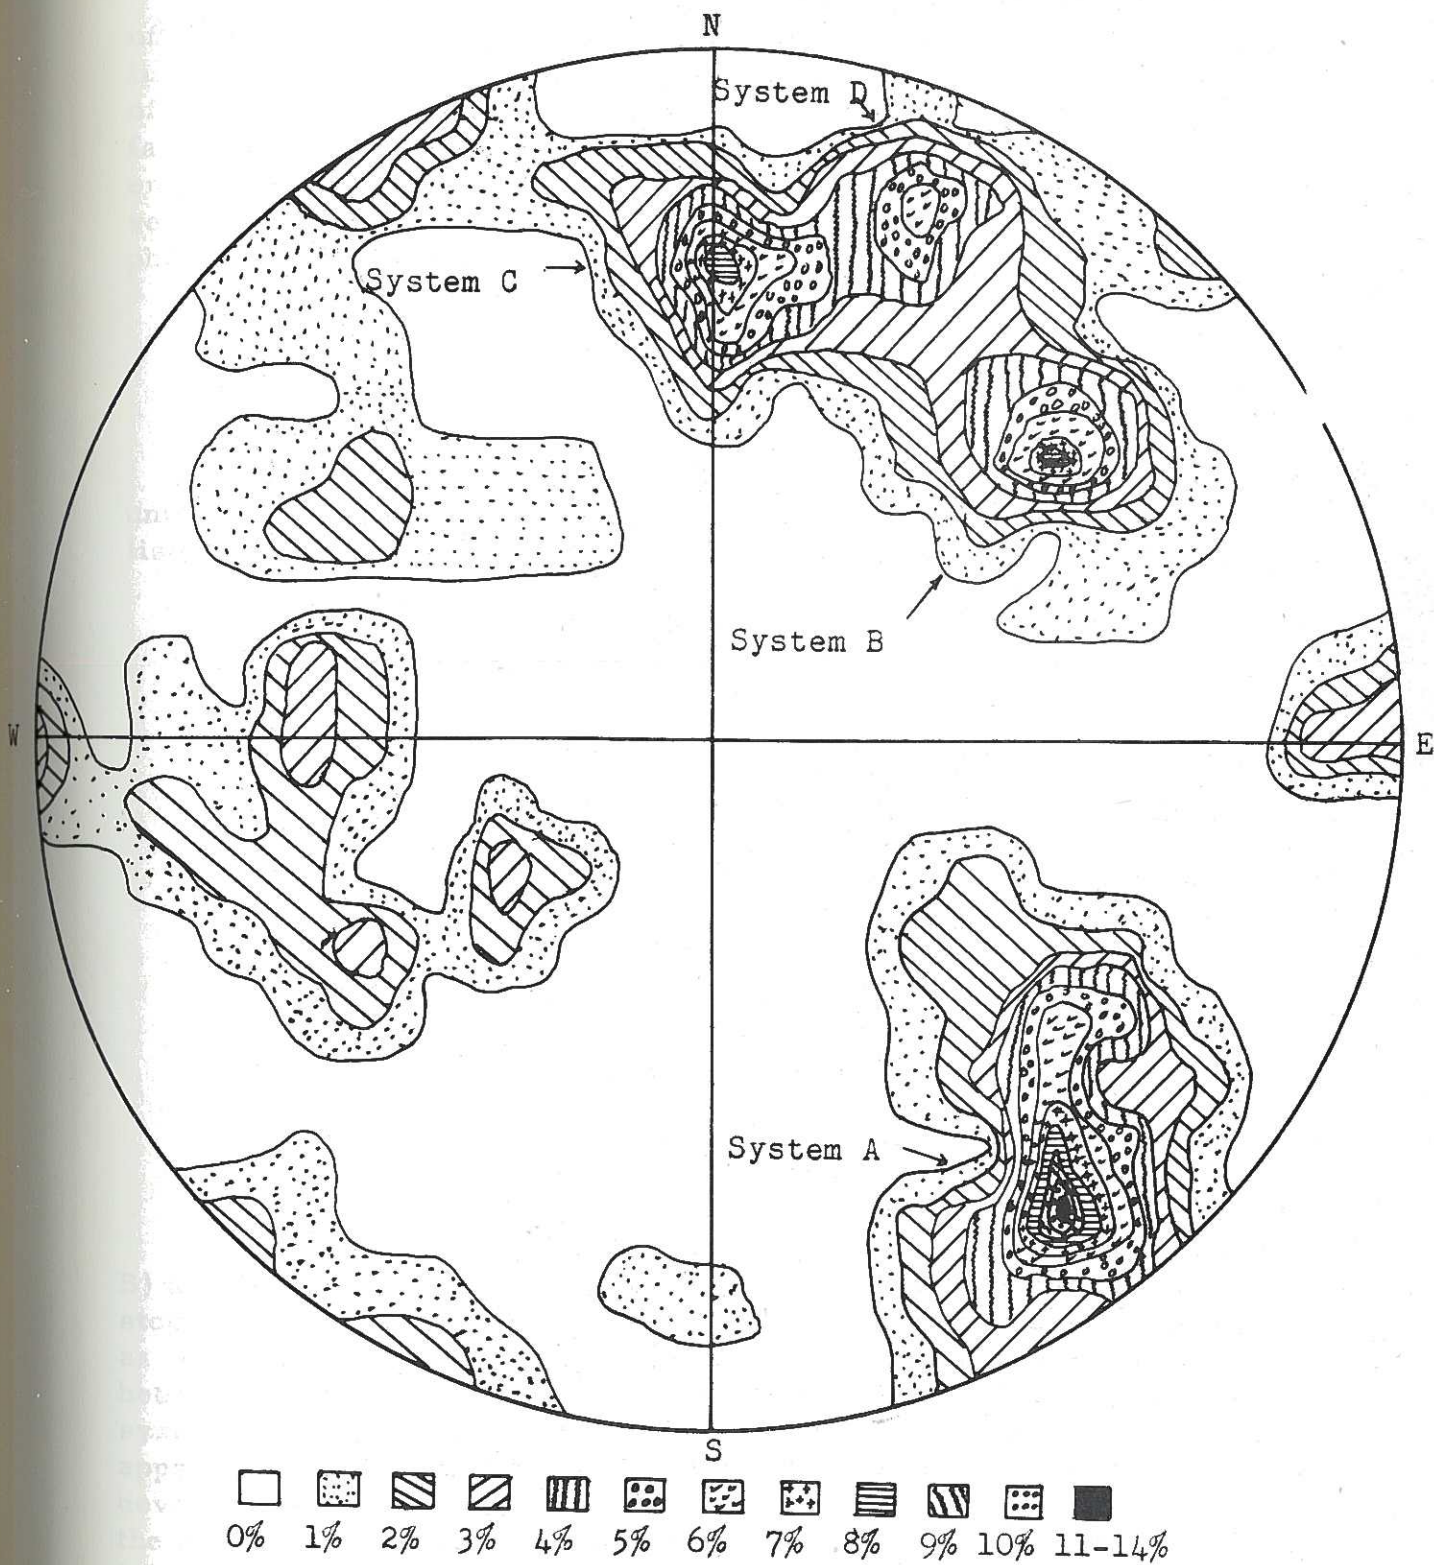 N
System D
System C
System B
W
E
System A
S
0% 1% 2% 3% 4% 5% 6% 7% 8% 9% 10% 11-14%